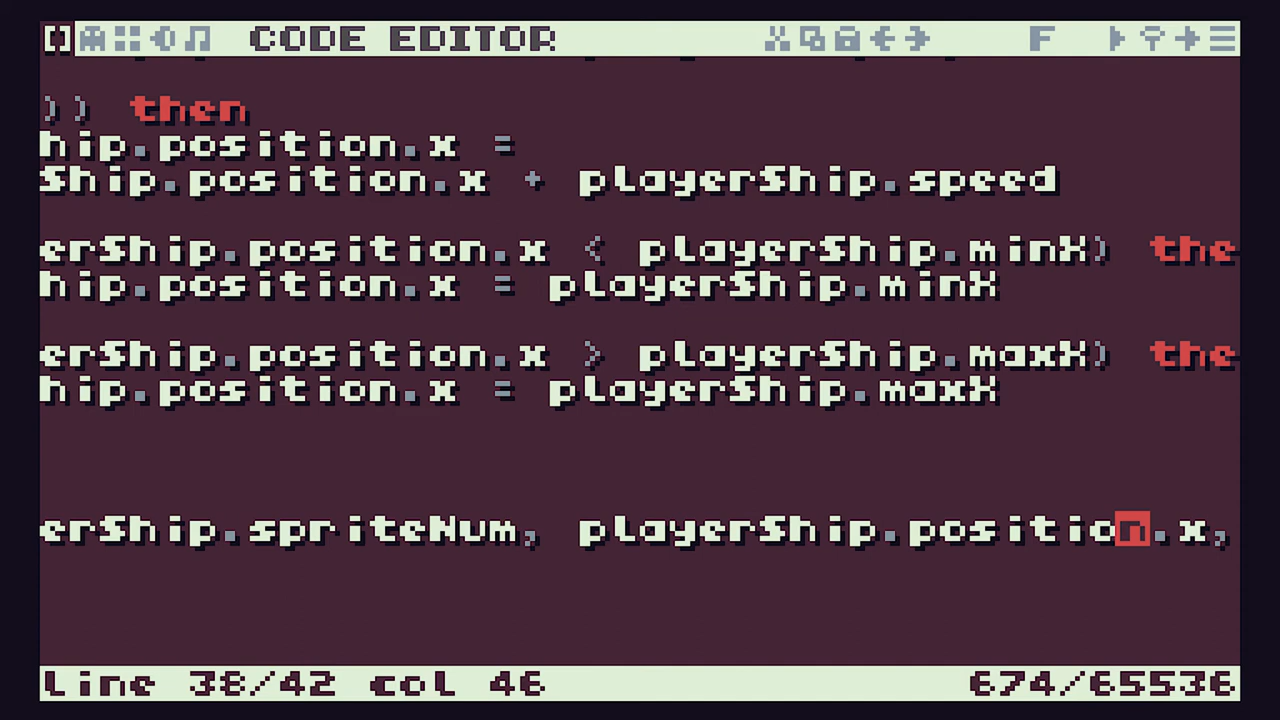 CODE EDITOR F
)) then
hip.position.x =
Ship.position.x + playerShip.speed
erShip.position.x < playerShip.minX) the
hip.position.x = playerShip.minX
erShip.position.x > playerShip.maxX) the
hip.position.x = playerShip.maxX
erShip.spriteNum, playerShip.position.x,
line 38/42 col 46 674/65536